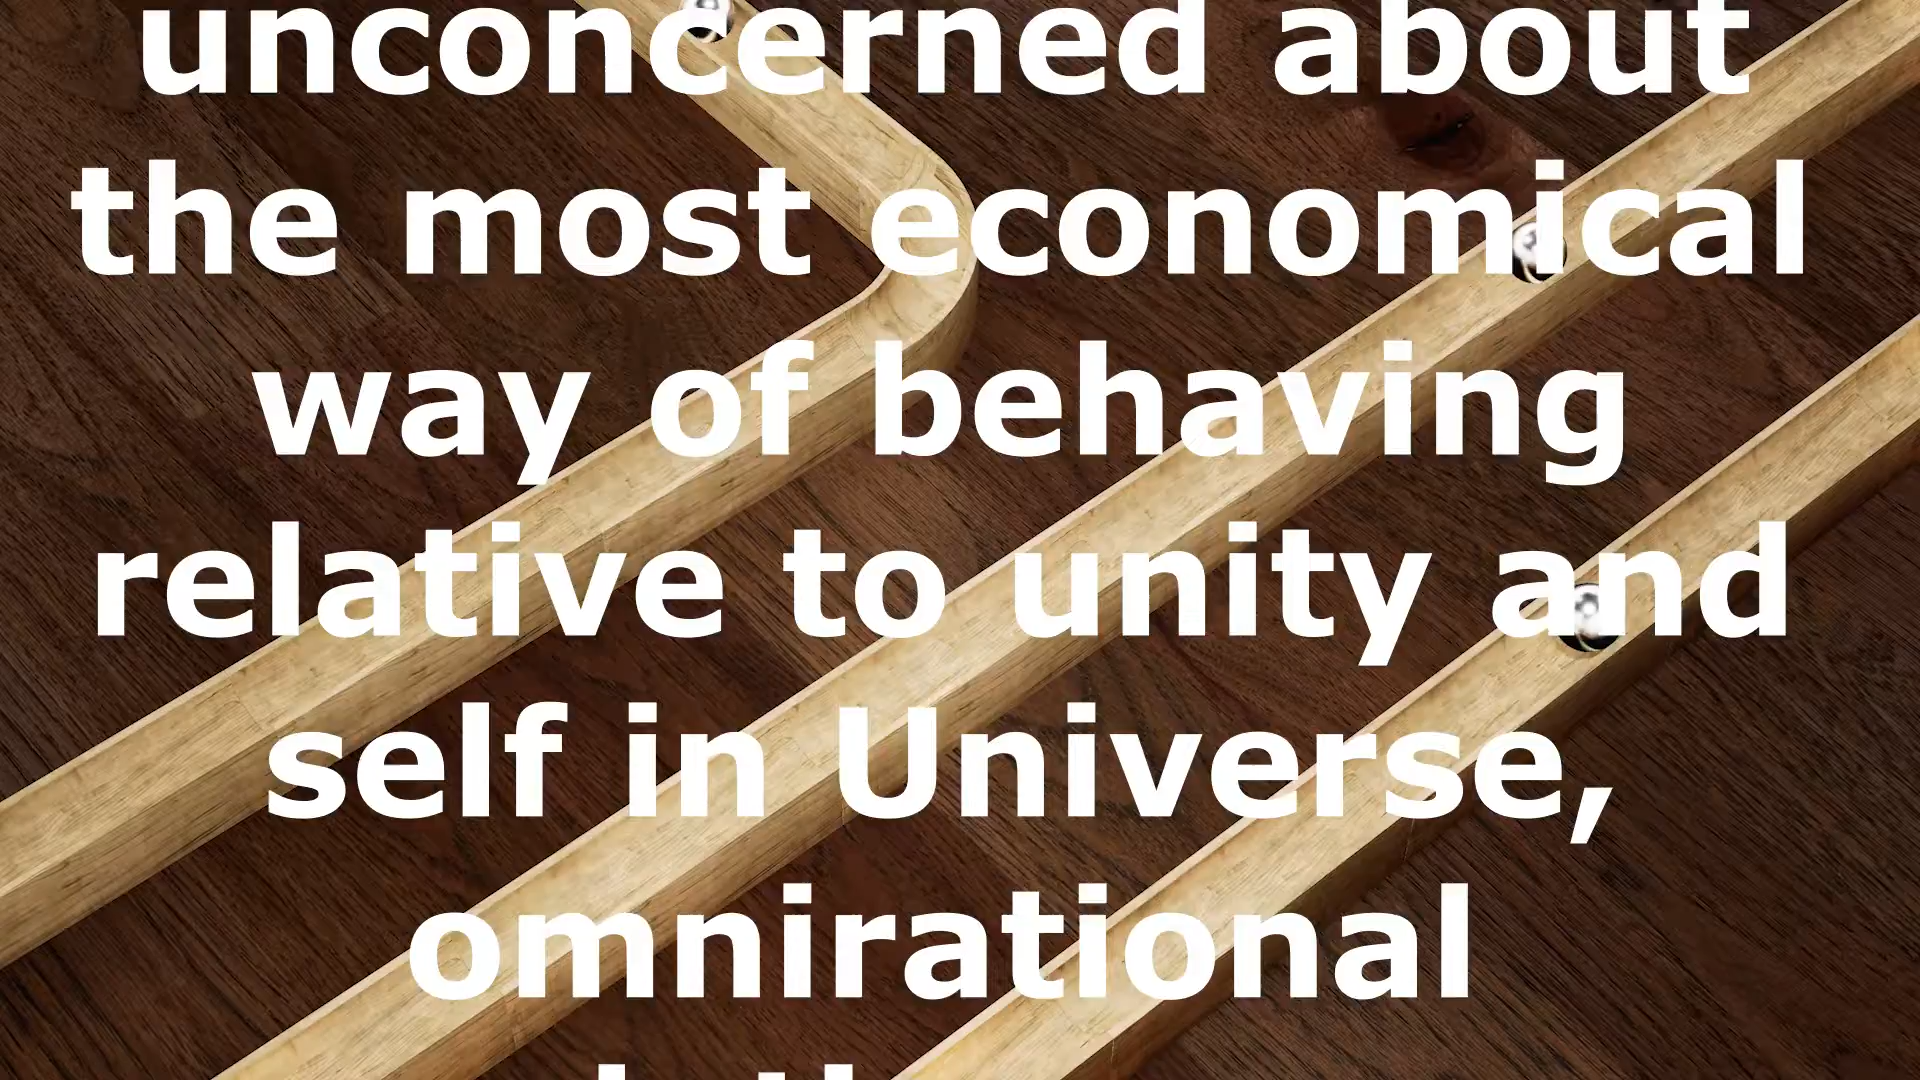 unconcerned about
the most economical
way of behaving
relative to unity and
self in Universe,
omnirational